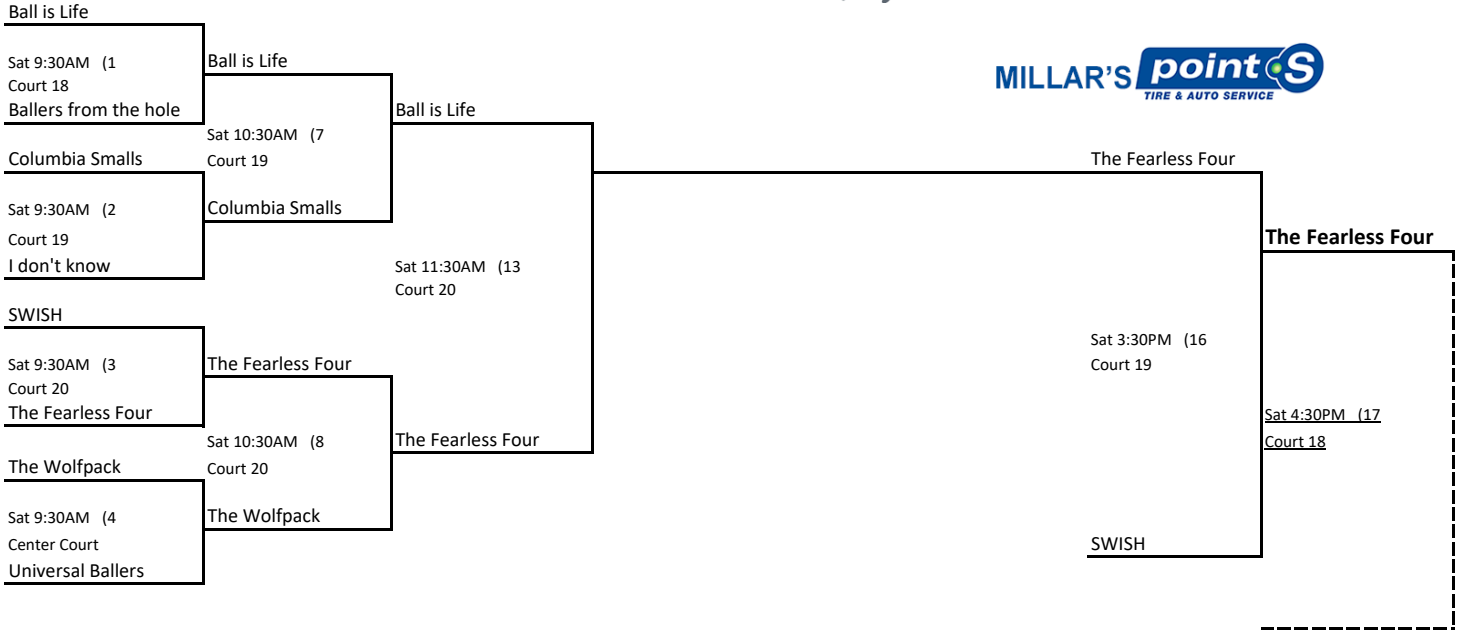 Ball is Life
Sat 9:30AM (1
Court 18
Ballers from the hole
Ball is Life
Sat 10:30AM (7
Court 19
Columbia Smalls
Sat 9:30AM (2
Court 19
I don't know
Columbia Smalls
Ball is Life
Sat 11:30AM (13
Court 20
SWISH
Sat 9:30AM (3
Court 20
The Fearless Four
The Fearless Four
Sat 10:30AM (8
Court 20
The Wolfpack
Sat 9:30AM (4
Center Court
Universal Ballers
The Wolfpack
The Fearless Four
MILLAR'S point S
TIRE & AUTO SERVICE
The Fearless Four
Sat 3:30PM (16
Court 19
SWISH
The Fearless Four
Sat 4:30PM (17
Court 18